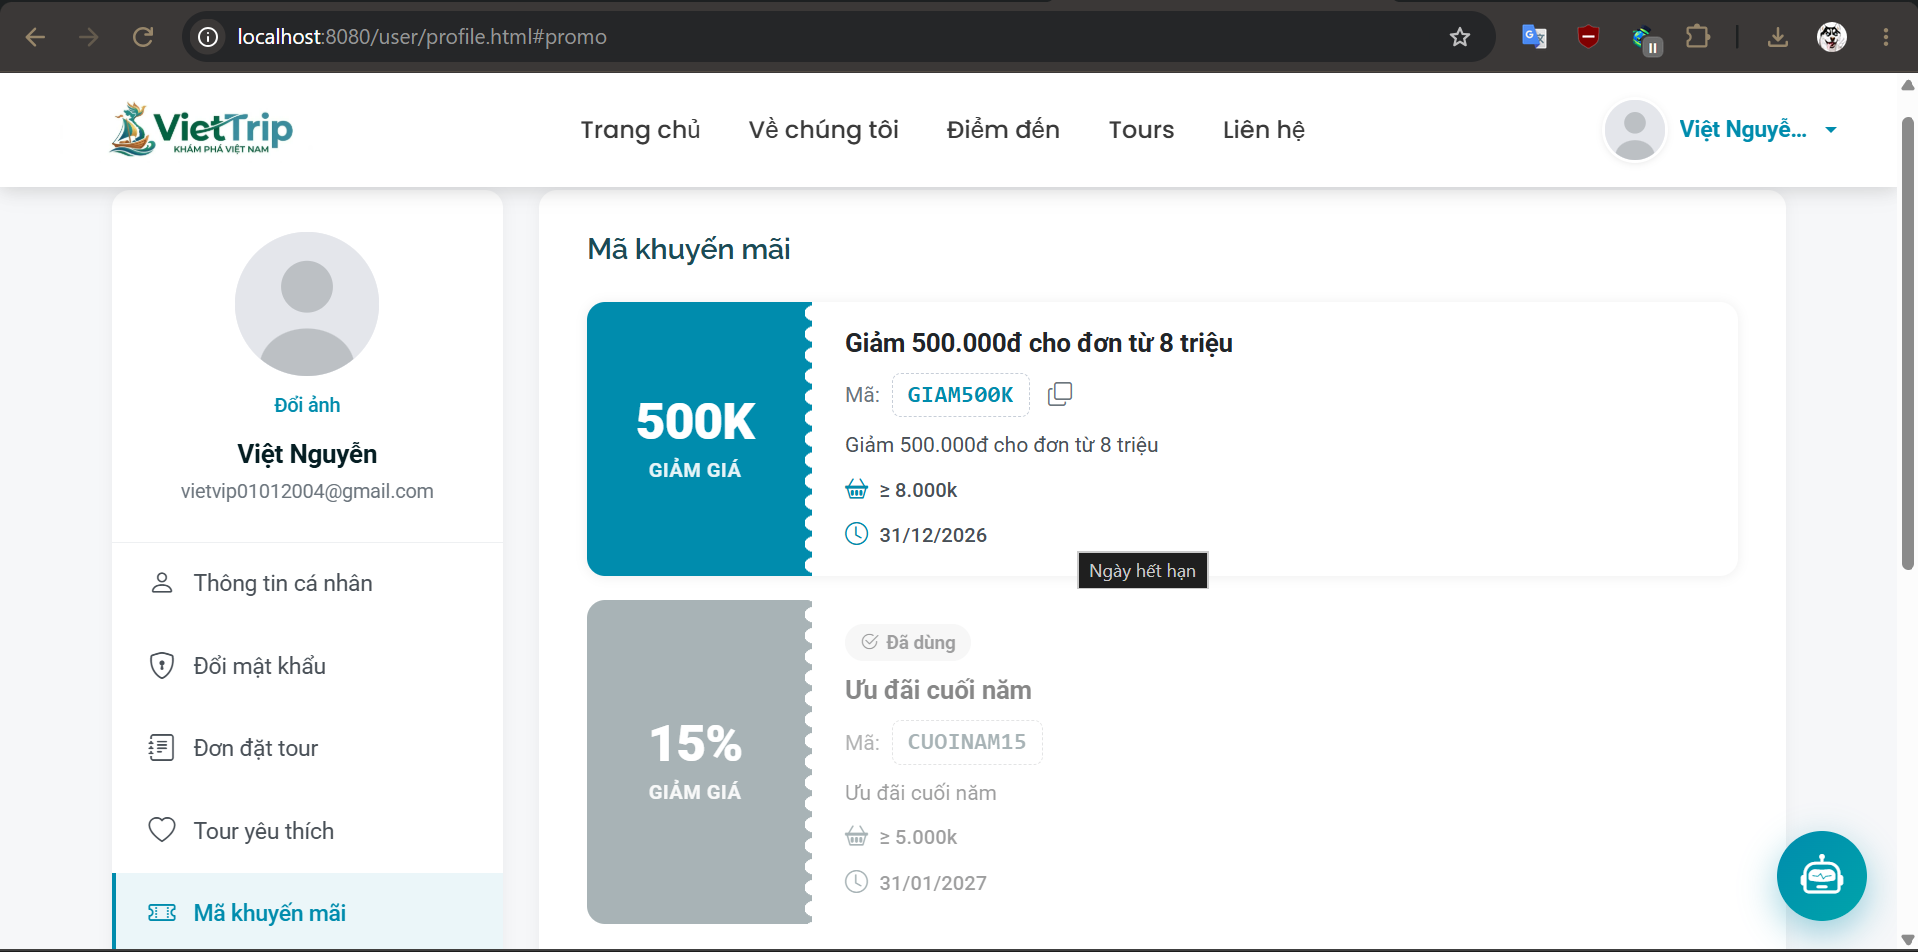 localhost:8080/user/profile.html#promo
VietTrip
KHÁM PHÁ VIỆT NAM
Trang chủ
Về chúng tôi
Điểm đến
Tours
Liên hệ
Việt Nguyễ...
Đổi ảnh
Việt Nguyễn
vietvip01012004@gmail.com
Thông tin cá nhân
Đổi mật khẩu
Đơn đặt tour
Tour yêu thích
Mã khuyến mãi
Mã khuyến mãi
500K
GIẢM GIÁ
Giảm 500.000đ cho đơn từ 8 triệu
Mã: GIAM500K
Giảm 500.000đ cho đơn từ 8 triệu
≥ 8.000k
31/12/2026
Ngày hết hạn
15%
GIẢM GIÁ
Đã dùng
Ưu đãi cuối năm
Mã: CUOINAM15
Ưu đãi cuối năm
≥ 5.000k
31/01/2027